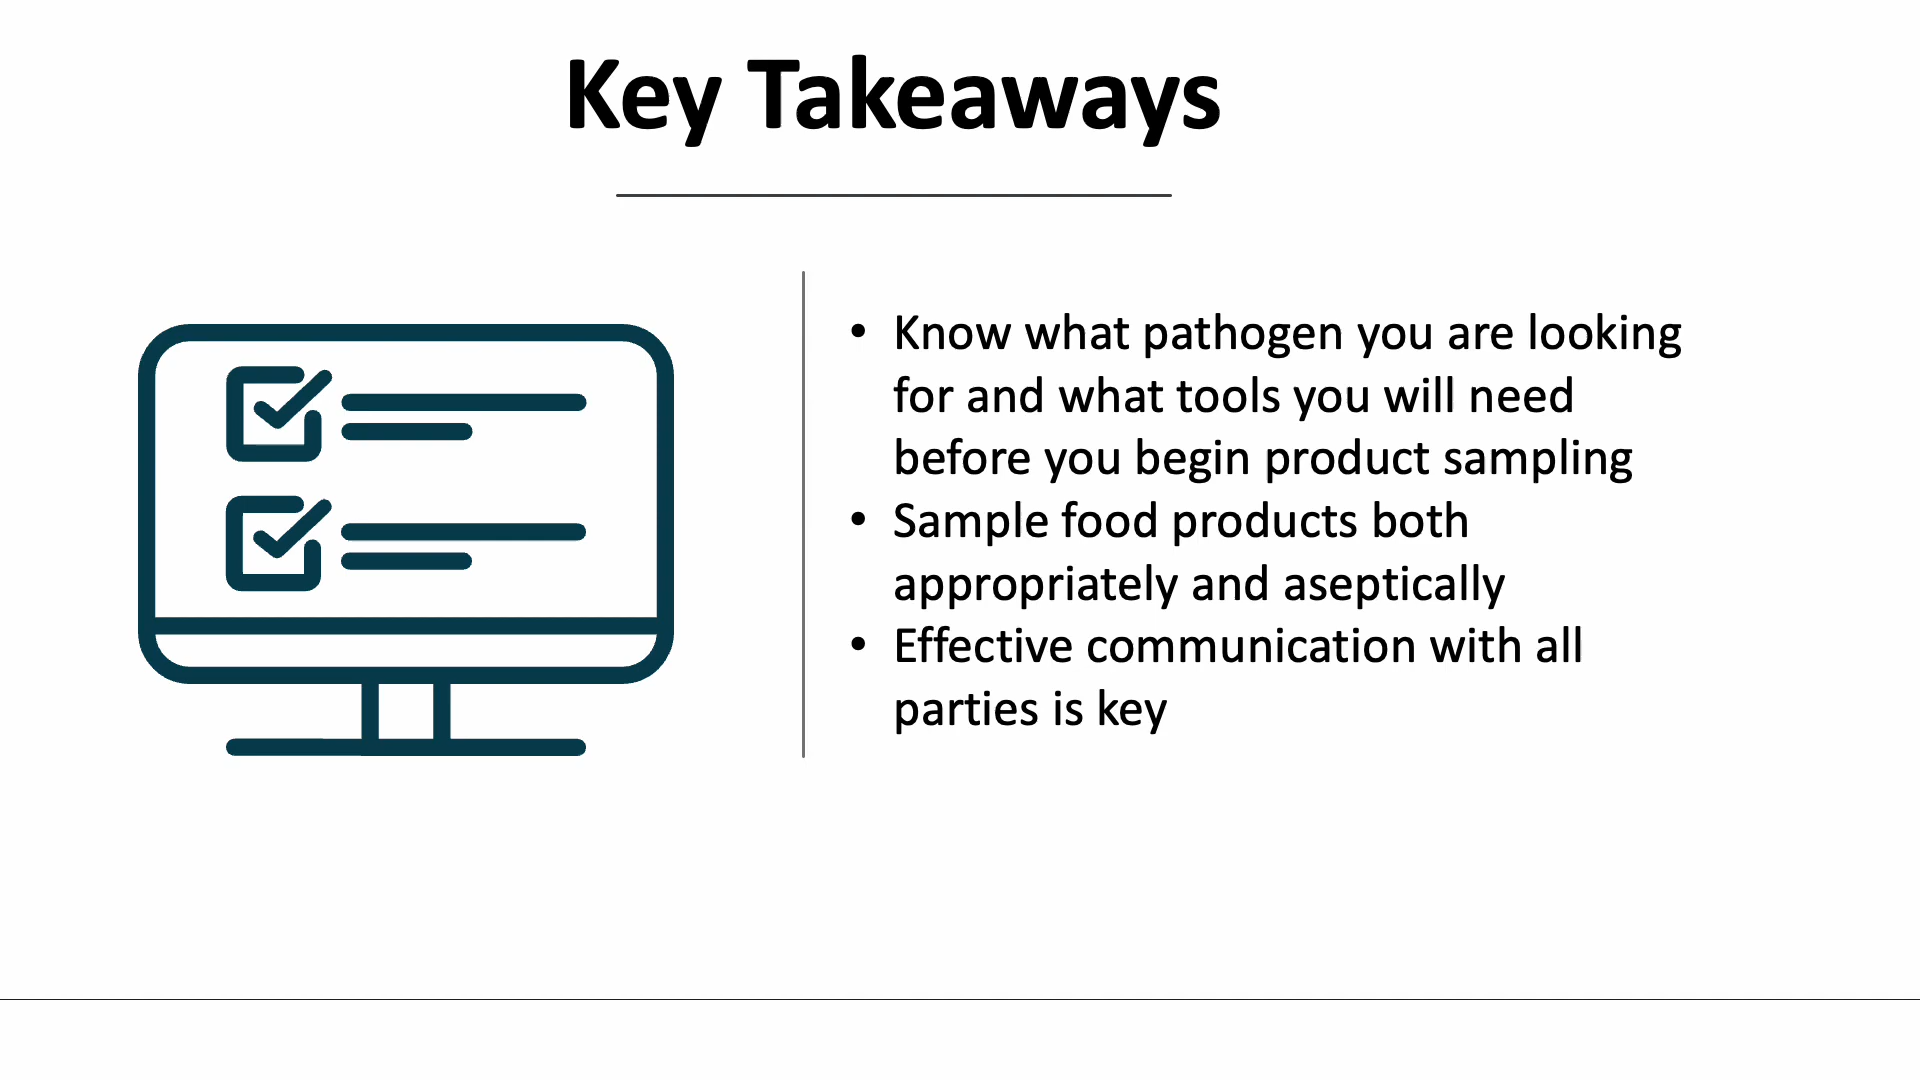 Key Takeaways
• Know what pathogen you are looking
for and what tools you will need
before you begin product sampling
• Sample food products both
appropriately and aseptically
• Effective communication with all
parties is key